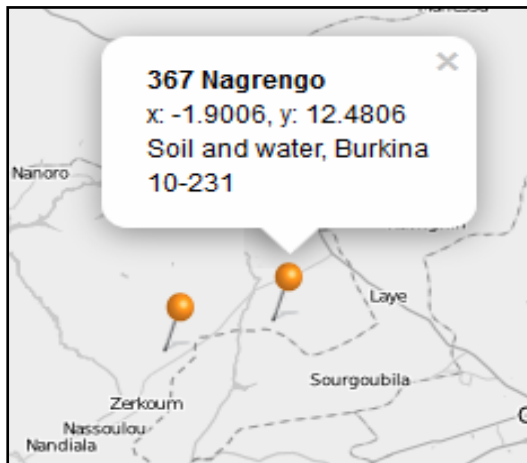 367 Nagrengo
x: -1.9006, y: 12.4806
Soil and water, Burkina
10-231
Nanoro
Laye
Sourgoubila
Zerkoum
Nassoulou
Nandiala